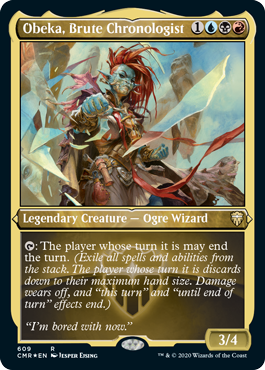 Obeka, Brute Chronologist 1
Legendary Creature — Ogre Wizard
: The player whose turn it is may end
the turn. (Exile all spells and abilities from
the stack. The player whose turn it is discards
down to their maximum hand size. Damage
wears off, and “this turn” and “until end of
turn” effects end.)
“I’m bored with now.”
3/4
609 R
CMR EN JESPER EJSING
™ & © 2020 Wizards of the Coast